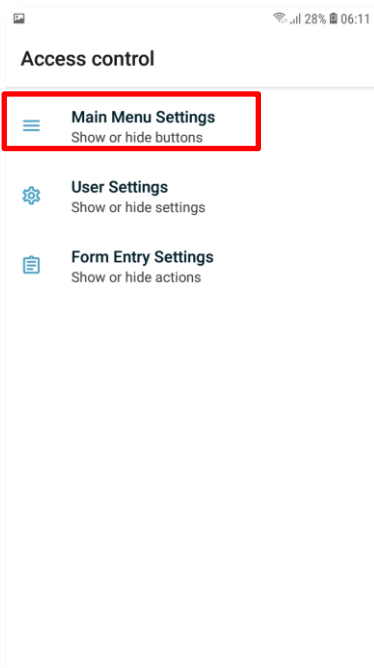 28% 06:11
Access control
Main Menu Settings
Show or hide buttons
User Settings
Show or hide settings
Form Entry Settings
Show or hide actions